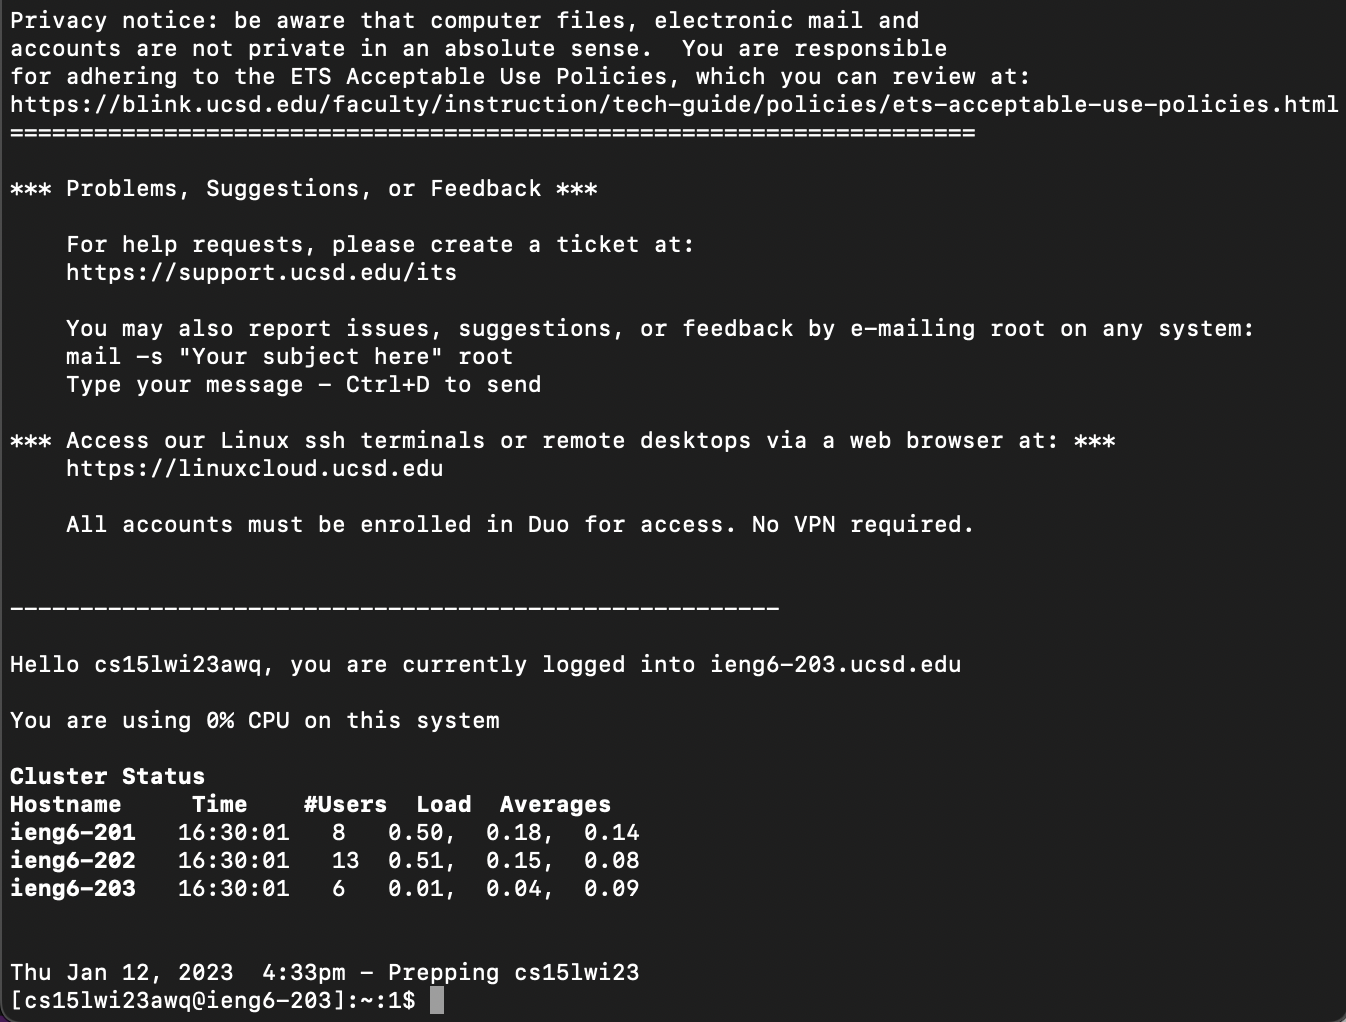 Privacy notice: be aware that computer files, electronic mail and
accounts are not private in an absolute sense.  You are responsible
for adhering to the ETS Acceptable Use Policies, which you can review at:
https://blink.ucsd.edu/faculty/instruction/tech-guide/policies/ets-acceptable-use-policies.html
=====================================================================
*** Problems, Suggestions, or Feedback ***
    For help requests, please create a ticket at:
    https://support.ucsd.edu/its
    You may also report issues, suggestions, or feedback by e-mailing root on any system:
    mail -s "Your subject here" root
    Type your message - Ctrl+D to send
*** Access our Linux ssh terminals or remote desktops via a web browser at: ***
    https://linuxcloud.ucsd.edu
    All accounts must be enrolled in Duo for access. No VPN required.
-------------------------------------------------------
Hello cs15lwi23awq, you are currently logged into ieng6-203.ucsd.edu
You are using 0% CPU on this system
Cluster Status
Hostname     Time    #Users  Load  Averages
ieng6-201   16:30:01   8   0.50,  0.18,  0.14
ieng6-202   16:30:01   13  0.51,  0.15,  0.08
ieng6-203   16:30:01   6   0.01,  0.04,  0.09
Thu Jan 12, 2023  4:33pm - Prepping cs15lwi23
[cs15lwi23awq@ieng6-203]:~:1$